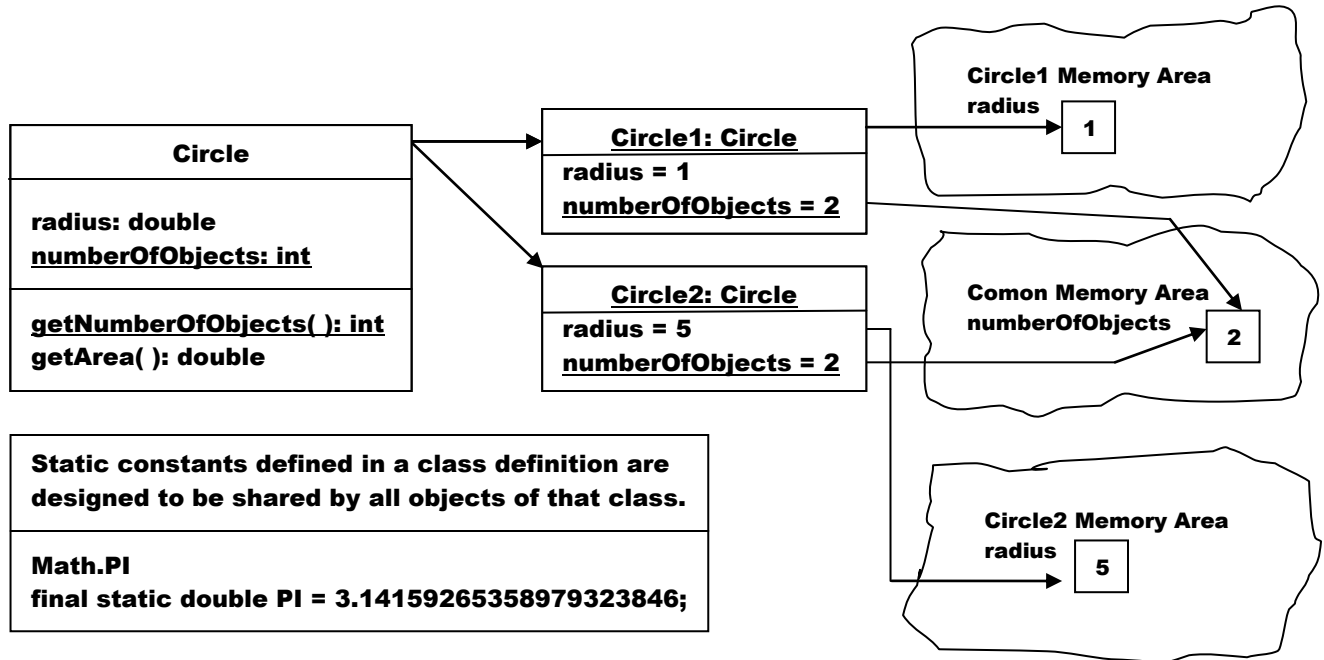 Circle
radius: double
numberOfObjects: int
getNumberOfObjects( ): int
getArea( ): double
Circle1: Circle
radius = 1
numberOfObjects = 2
Circle2: Circle
radius = 5
numberOfObjects = 2
Circle1 Memory Area
radius
1
Comon Memory Area
numberOfObjects
2
Circle2 Memory Area
radius
5
Static constants defined in a class definition are
designed to be shared by all objects of that class.
Math.PI
final static double PI = 3.14159265358979323846;